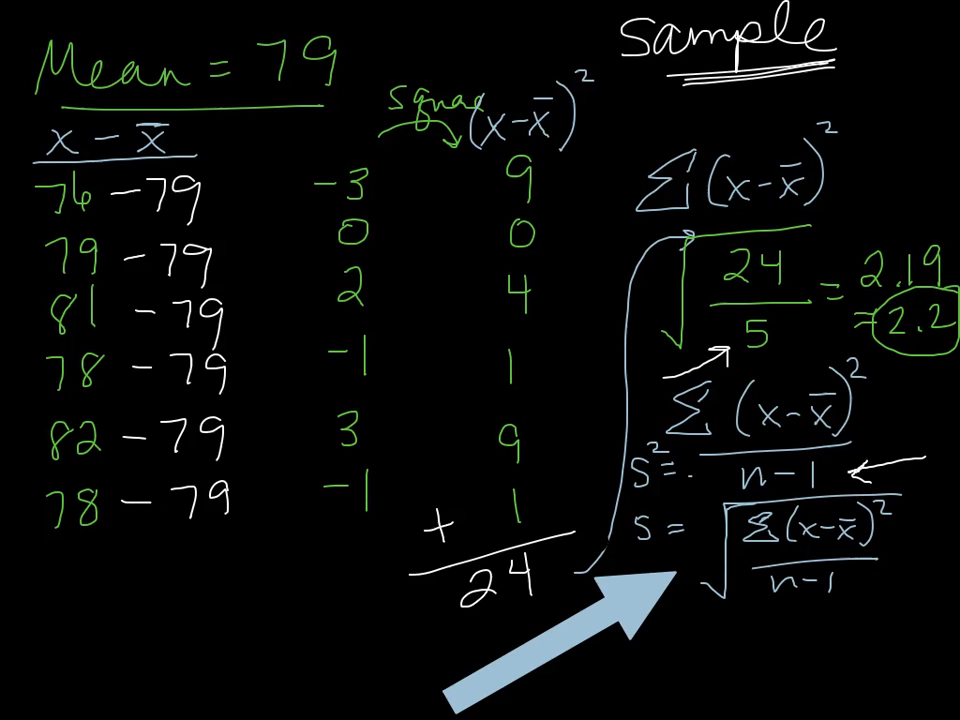 Sample
Mean = 79
square (x - x̄)²
x - x̄
Σ (x - x̄)²
76 - 79 -3 9
79 - 79 0 0
81 - 79 2 4
78 - 79 -1 1
82 - 79 3 9
78 - 79 -1 1
+
24
√(24/5) = 2.19
= 2.2
s² = Σ (x - x̄)² / n - 1
s = √(Σ (x - x̄)² / n - 1)